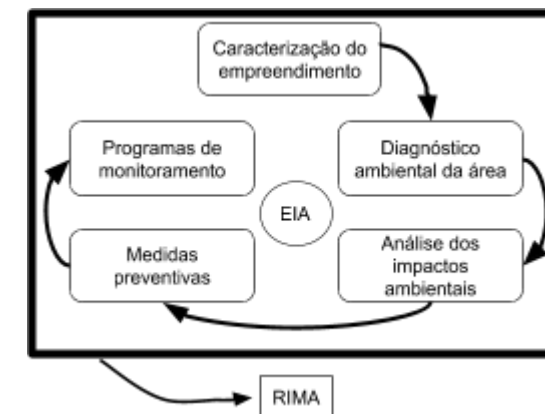 Caracterização do
empreendimento
Diagnóstico
ambiental da área
Análise dos
impactos
ambientais
Medidas
preventivas
Programas de
monitoramento
EIA
RIMA